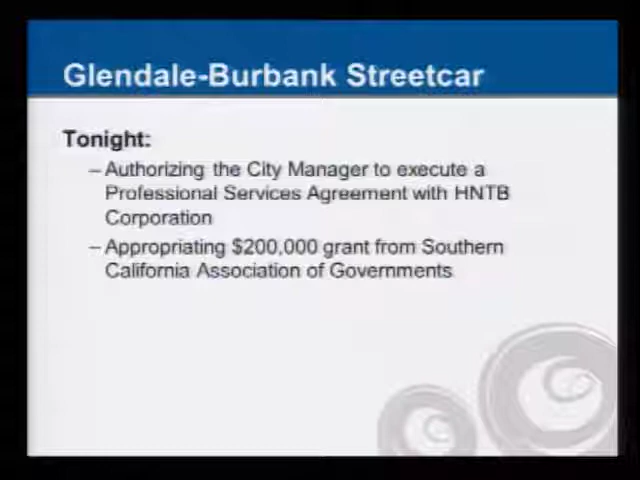 Glendale-Burbank Streetcar
Tonight:
– Authorizing the City Manager to execute a
Professional Services Agreement with HNTB
Corporation
– Appropriating $200,000 grant from Southern
California Association of Governments